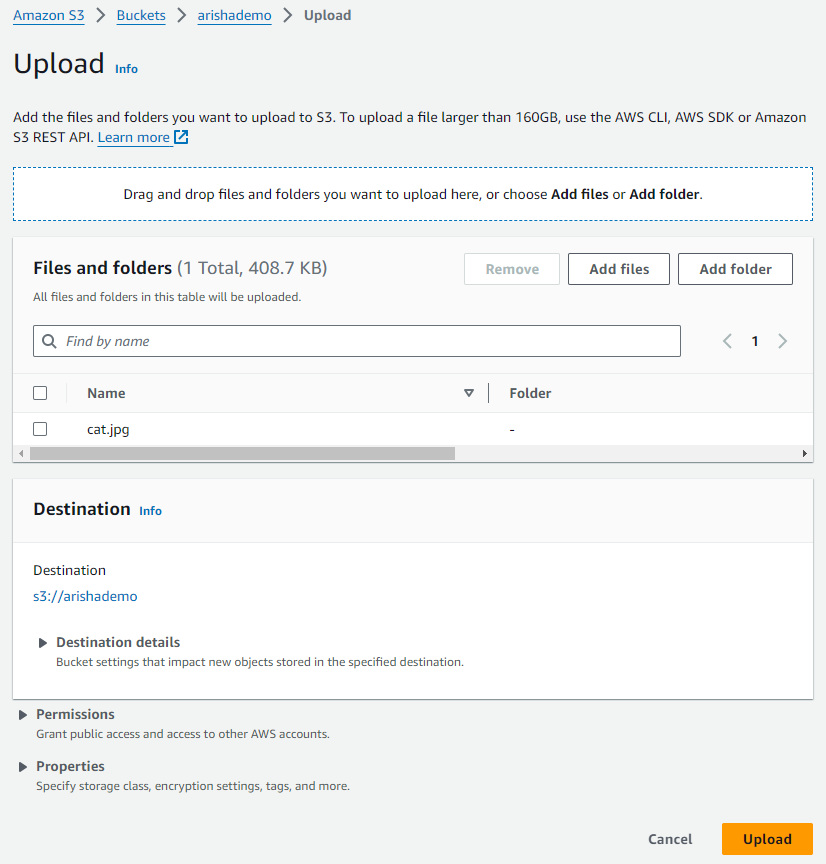 Amazon S3 > Buckets > arishademo > Upload
Upload Info
Add the files and folders you want to upload to S3. To upload a file larger than 160GB, use the AWS CLI, AWS SDK or Amazon
S3 REST API. Learn more
Drag and drop files and folders you want to upload here, or choose Add files or Add folder.
Files and folders (1 Total, 408.7 KB)
Remove
Add files
Add folder
All files and folders in this table will be uploaded.
Find by name
1
Name
Folder
cat.jpg
-
Destination Info
Destination
s3://arishademo
Destination details
Bucket settings that impact new objects stored in the specified destination.
Permissions
Grant public access and access to other AWS accounts.
Properties
Specify storage class, encryption settings, tags, and more.
Cancel
Upload